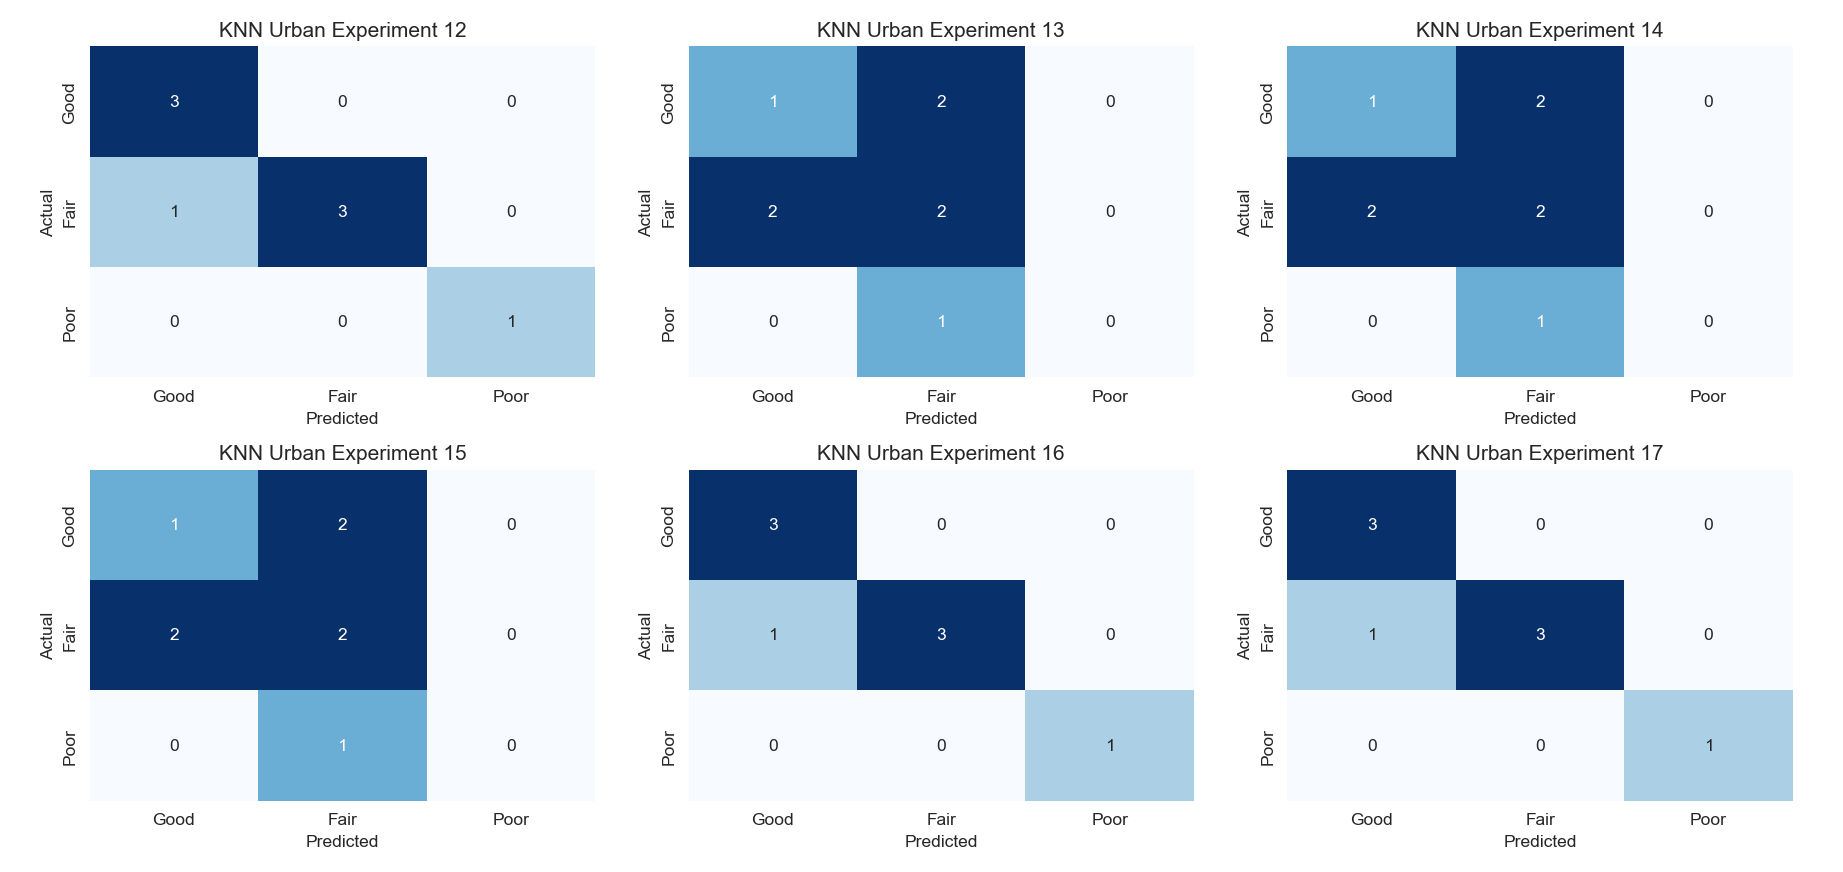 KNN Urban Experiment 12
Good
3 0 0
Actual
Fair
1 3 0
Poor
0 0 1
Good Fair Poor
Predicted
KNN Urban Experiment 13
Good
1 2 0
Actual
Fair
2 2 0
Poor
0 1 0
Good Fair Poor
Predicted
KNN Urban Experiment 14
Good
1 2 0
Actual
Fair
2 2 0
Poor
0 1 0
Good Fair Poor
Predicted
KNN Urban Experiment 15
Good
1 2 0
Actual
Fair
2 2 0
Poor
0 1 0
Good Fair Poor
Predicted
KNN Urban Experiment 16
Good
3 0 0
Actual
Fair
1 3 0
Poor
0 0 1
Good Fair Poor
Predicted
KNN Urban Experiment 17
Good
3 0 0
Actual
Fair
1 3 0
Poor
0 0 1
Good Fair Poor
Predicted